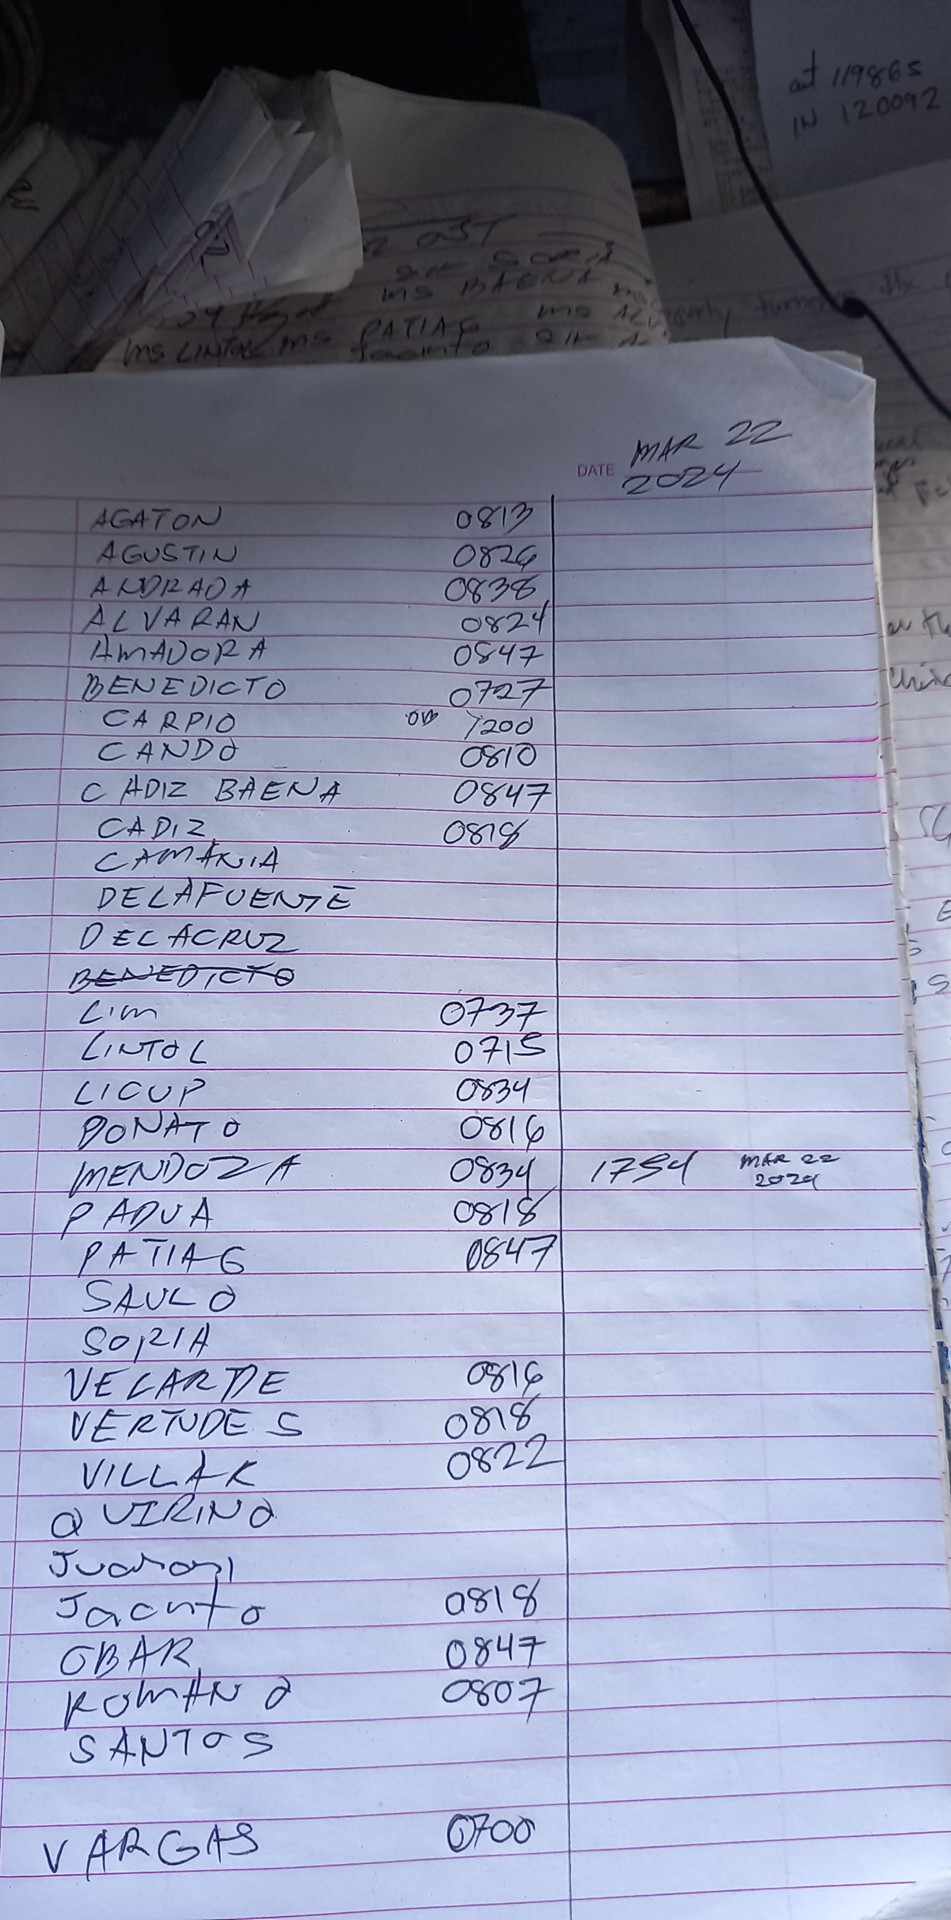 out 119865
IN 120092
MS BAENA
MS LINTOL MS PATIAG MS
Jacinto
DATE MAR 22
2024
AGATON 0813
AGUSTIN 0826
ANDRADA 0838
ALVARAN 0824
AMADORA 0847
BENEDICTO 0727
CARPIO OB 7200
CANDO 0810
CADIZ BAENA 0847
CADIZ 0818
CAMANIA
DELAFUENTE
DELACRUZ
BENEDICTO
Lim 0737
LINTOL 0715
LICUP 0834
DONATO 0816
MENDOZA 0834 1754 MAR 22
2024
PADUA 0818
PATIAG 0847
SAULO
SORIA
VELARDE 0816
VERTUDES 0818
VILLAR 0822
QUIRINO
Jacinto 0818
OBAR 0847
ROMANO 0807
SANTOS
VARGAS 0700